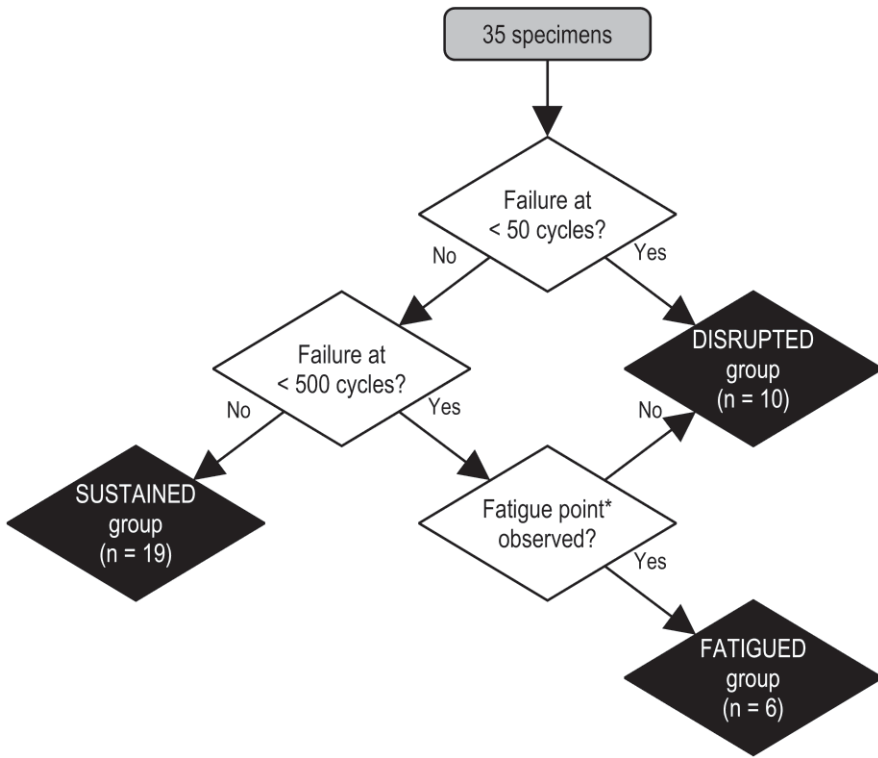 35 specimens
Failure at
< 50 cycles?
No
Yes
Failure at
< 500 cycles?
DISRUPTED
group
(n = 10)
No
Yes
No
SUSTAINED
group
(n = 19)
Fatigue point*
observed?
Yes
FATIGUED
group
(n = 6)